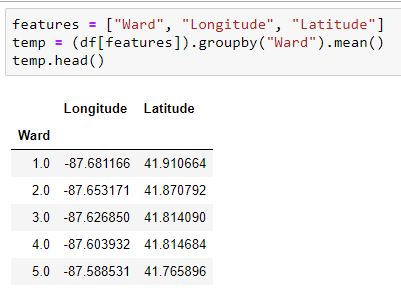 features = ["Ward", "Longitude", "Latitude"]
temp = (df[features]).groupby("Ward").mean()
temp.head()
Longitude Latitude
Ward
1.0 -87.681166 41.910664
2.0 -87.653171 41.870792
3.0 -87.626850 41.814090
4.0 -87.603932 41.814684
5.0 -87.588531 41.765896